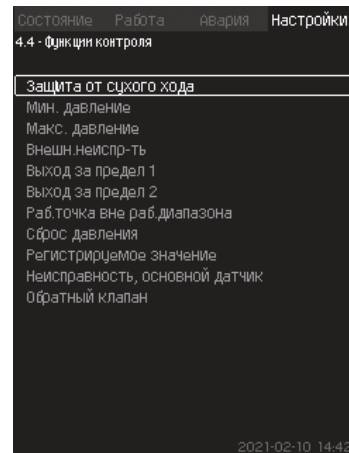 Состояние Работа Авария Настройки
4.4 - Функции контроля
Защита от сухого хода
Мин. давление
Макс. давление
Внешн.неиспр-ть
Выход за предел 1
Выход за предел 2
Раб.точка вне раб.диапазона
Сброс давления
Регистрируемое значение
Неисправность, основной датчик
Обратный клапан
2021-02-10 14:42